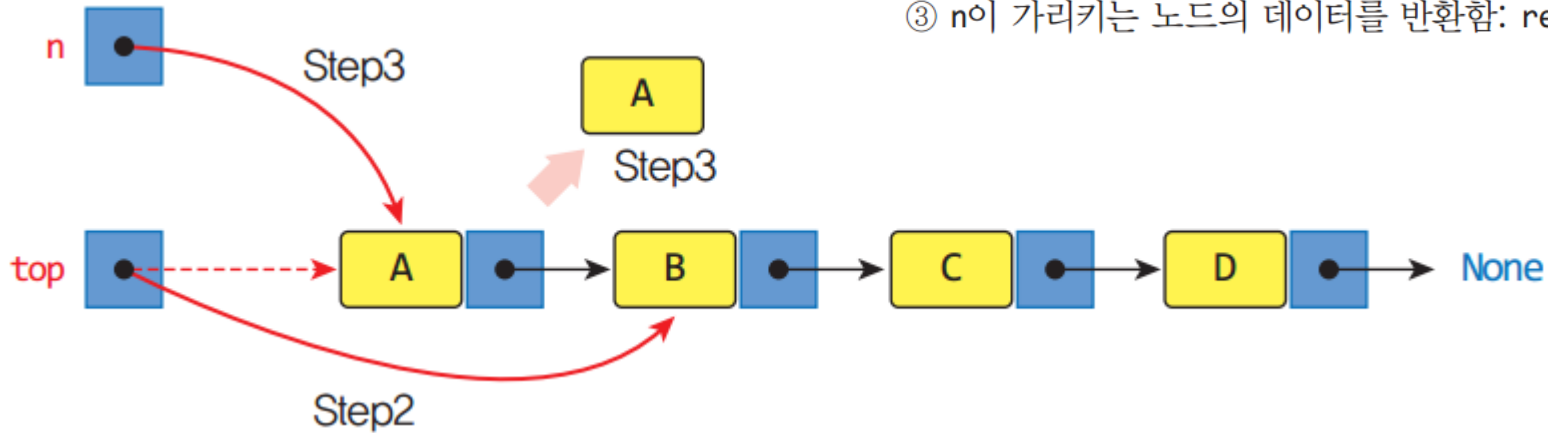 ③ n이 가리키는 노드의 데이터를 반환함: re
n
Step3
A
Step3
top
A
B
C
D
None
Step2